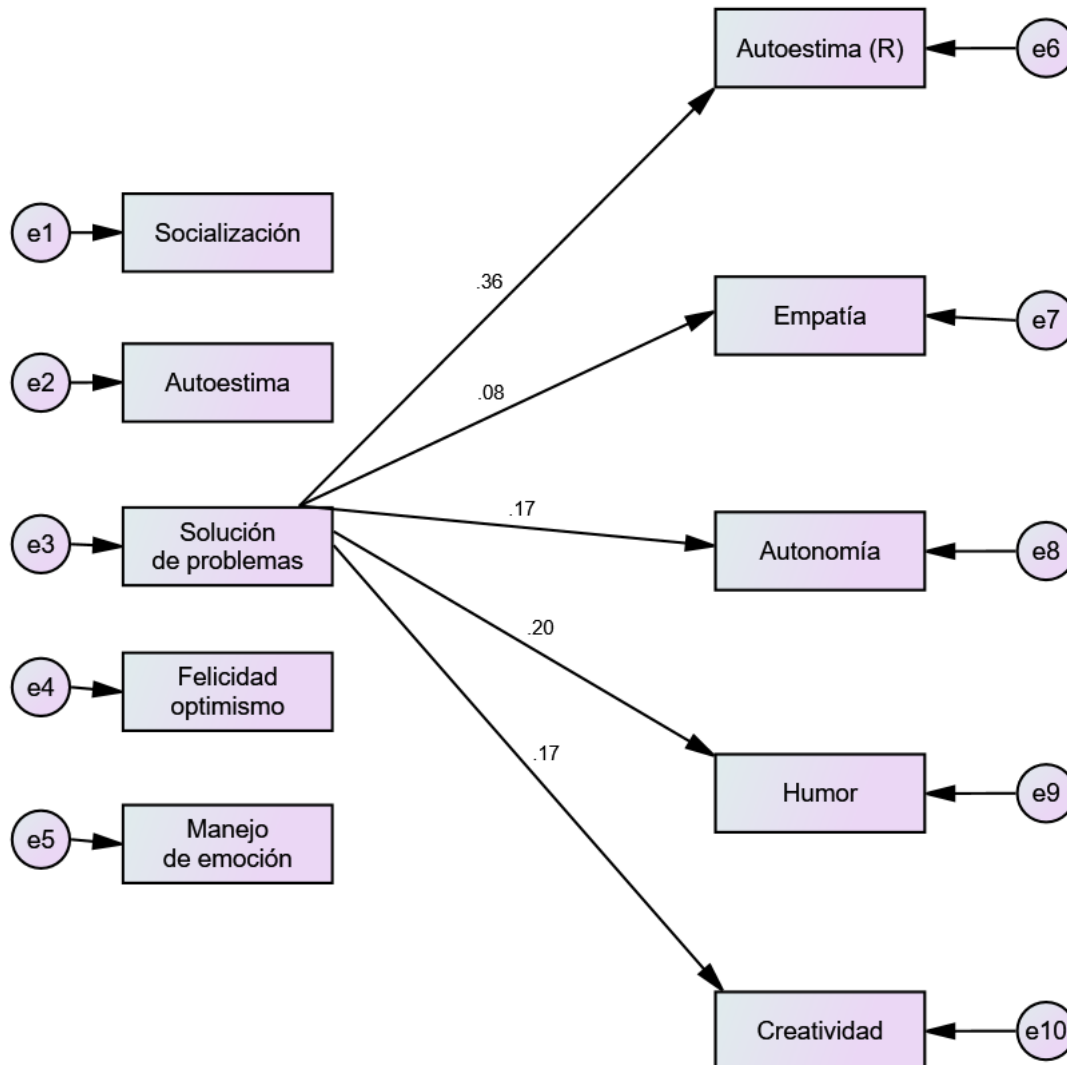 Autoestima (R)
e6
e1
Socialización
.36
Empatía
e7
e2
Autoestima
.08
e3
Solución
de problemas
.17
Autonomía
e8
.20
e4
Felicidad
optimismo
.17
Humor
e9
e5
Manejo
de emoción
Creatividad
e10